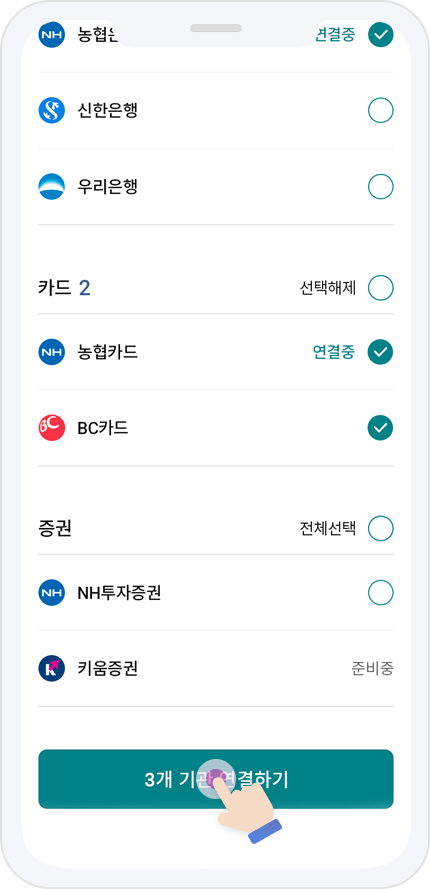 NH 농협은 연결중
신한은행
우리은행
카드 2 선택해제
NH 농협카드 연결중
BC BC카드
증권 전체선택
NH NH투자증권
키움증권 준비중
3개 기관 연결하기